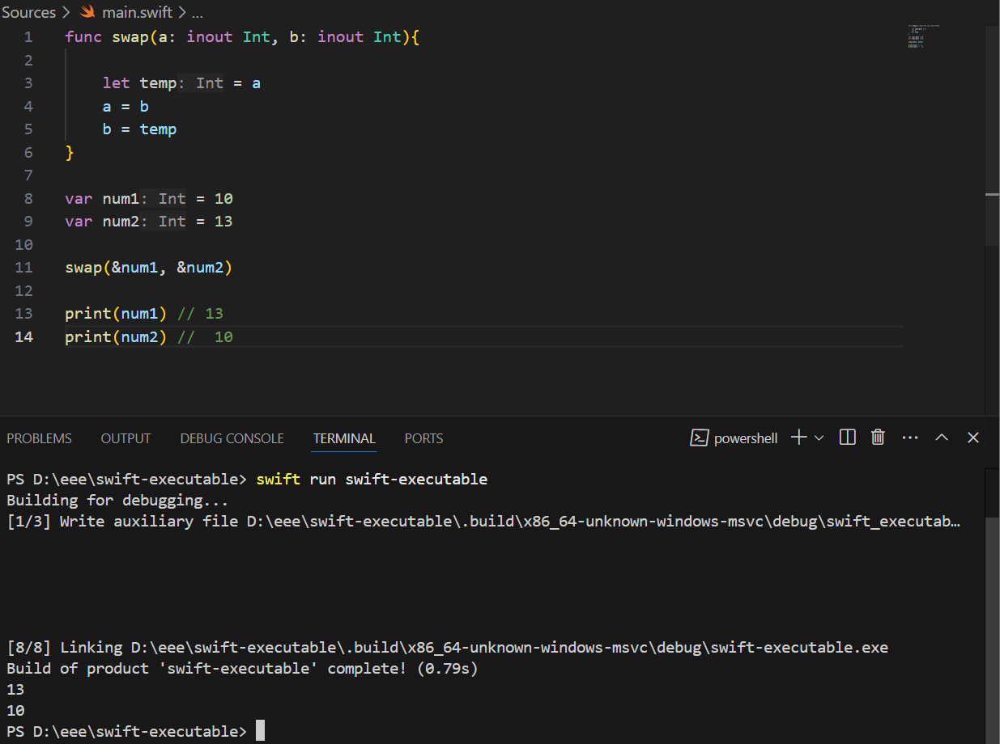 Sources > main.swift > ...
1 func swap(a: inout Int, b: inout Int){
2
3     let temp: Int = a
4     a = b
5     b = temp
6 }
7
8 var num1: Int = 10
9 var num2: Int = 13
10
11 swap(&num1, &num2)
12
13 print(num1) // 13
14 print(num2) //  10
PROBLEMS OUTPUT DEBUG CONSOLE TERMINAL PORTS powershell
PS D:\eee\swift-executable> swift run swift-executable
Building for debugging...
[1/3] Write auxiliary file D:\eee\swift-executable\.build\x86_64-unknown-windows-msvc\debug\swift_executab…
[8/8] Linking D:\eee\swift-executable\.build\x86_64-unknown-windows-msvc\debug\swift-executable.exe
Build of product 'swift-executable' complete! (0.79s)
13
10
PS D:\eee\swift-executable>